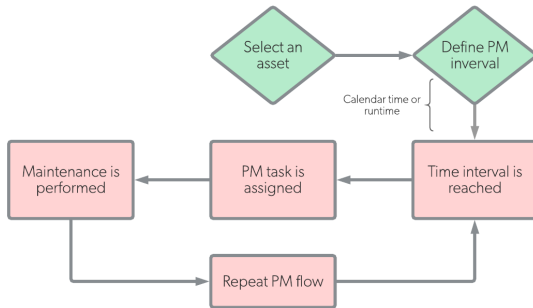 Select an
asset
Define PM
inverval
Calendar time or
runtime
Maintenance is
performed
PM task is
assigned
Time interval is
reached
Repeat PM flow